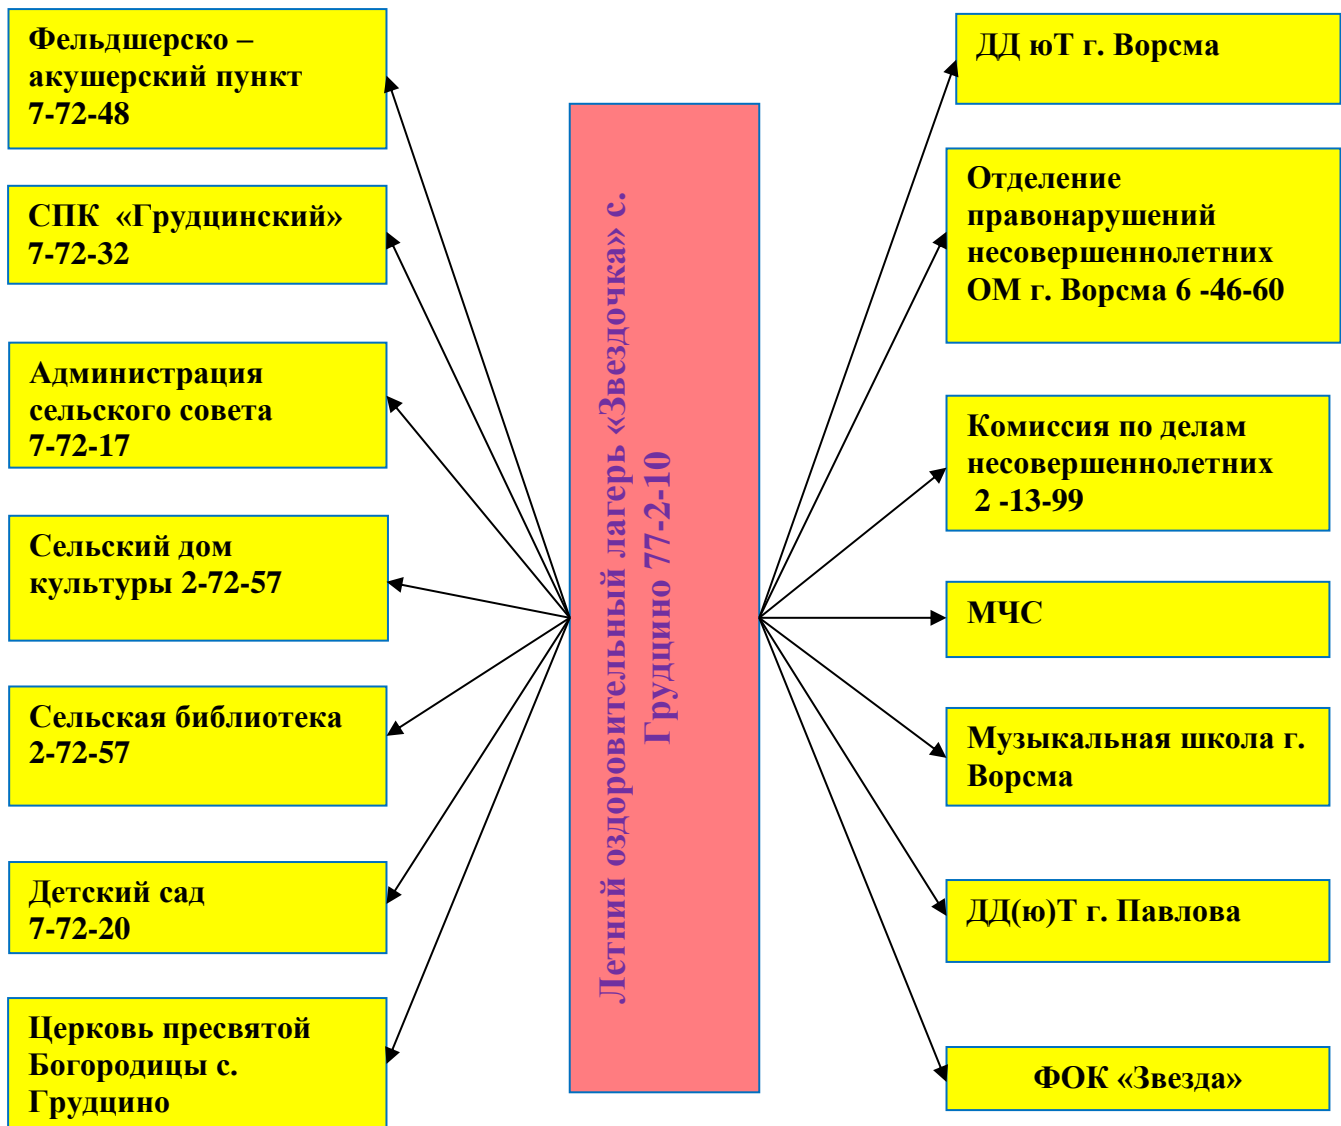 Фельдшерско –
акушерский пункт
7-72-48
СПК «Грудцинский»
7-72-32
Администрация
сельского совета
7-72-17
Сельский дом
культуры 2-72-57
Сельская библиотека
2-72-57
Детский сад
7-72-20
Церковь пресвятой
Богородицы с.
Грудцино
Летний оздоровительный лагерь «Звездочка» с.
Грудцино 77-2-10
ДД юТ г. Ворсма
Отделение
правонарушений
несовершеннолетних
ОМ г. Ворсма 6 -46-60
Комиссия по делам
несовершеннолетних
2 -13-99
МЧС
Музыкальная школа г.
Ворсма
ДД(ю)Т г. Павлова
ФОК «Звезда»